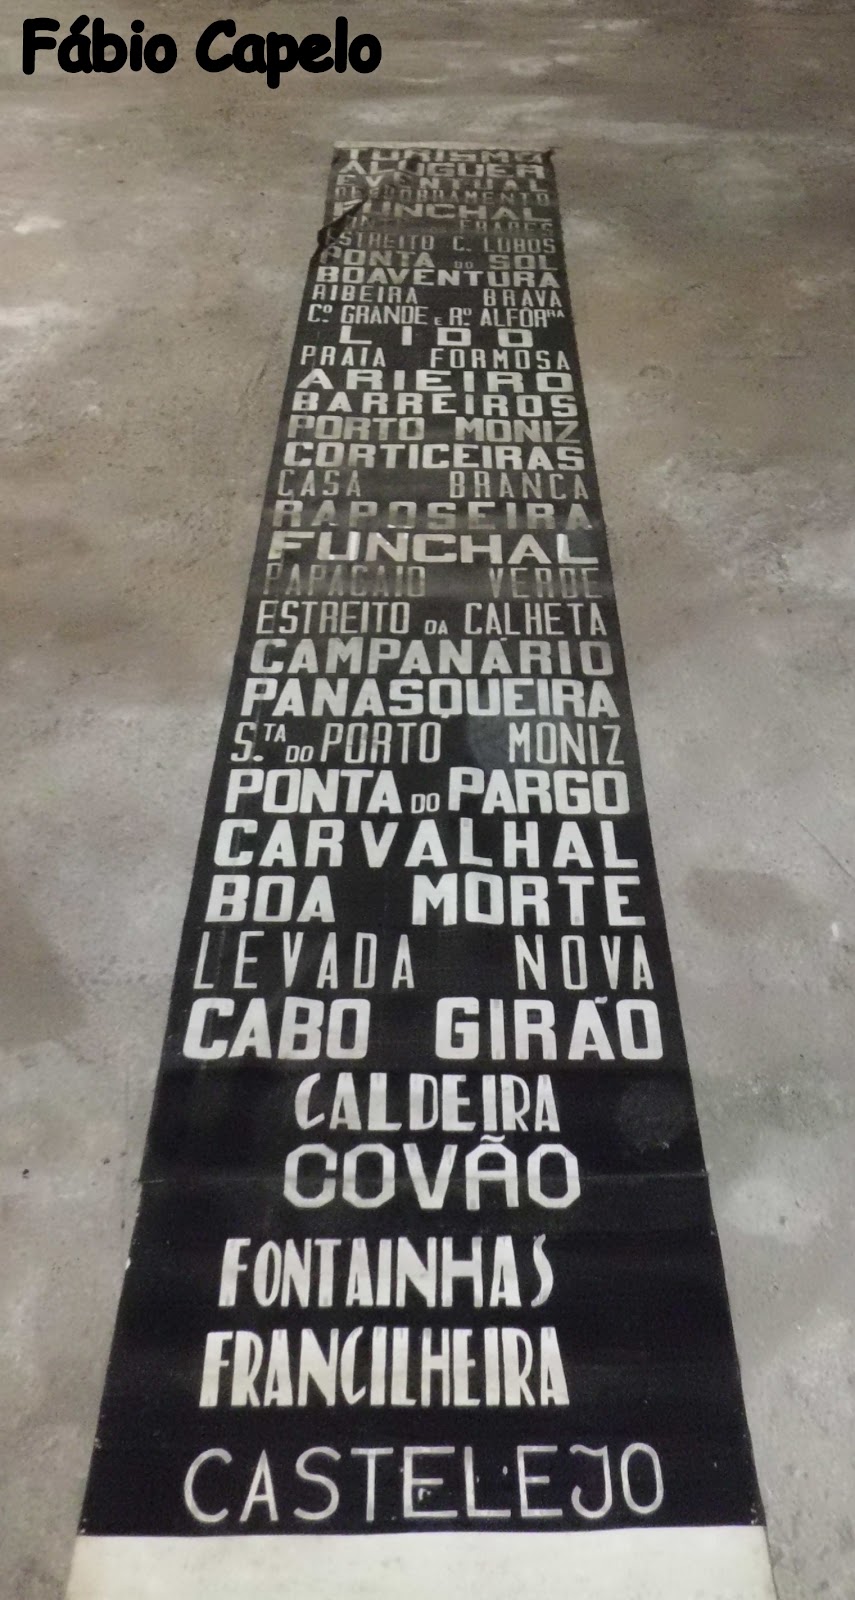 Fábio Capelo
TURISMO
ALUGUER
EVENTUAL
DESDOBRAMENTO
FUNCHAL
ESTREITO C. LOBOS
PONTA DO SOL
BOAVENTURA
RIBEIRA BRAVA
Cº. GRANDE E Rº. ALFÓRRA
LIDO
PRAIA FORMOSA
ARIEIRO
BARREIROS
PORTO MONIZ
CORTICEIRAS
CASA BRANCA
RAPOSEIRA
FUNCHAL
PAPAGAIO VERDE
ESTREITO DA CALHETA
CAMPANÁRIO
PANASQUEIRA
S.TA DO PORTO MONIZ
PONTA DO PARGO
CARVALHAL
BOA MORTE
LEVADA NOVA
CABO GIRÃO
CALDEIRA
COVÃO
FONTAINHAS
FRANCILHEIRA
CASTELEJO